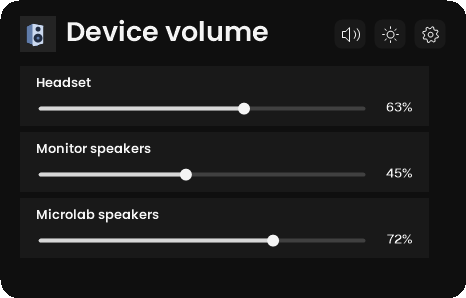 Device volume
Headset
63%
Monitor speakers
45%
Microlab speakers
72%